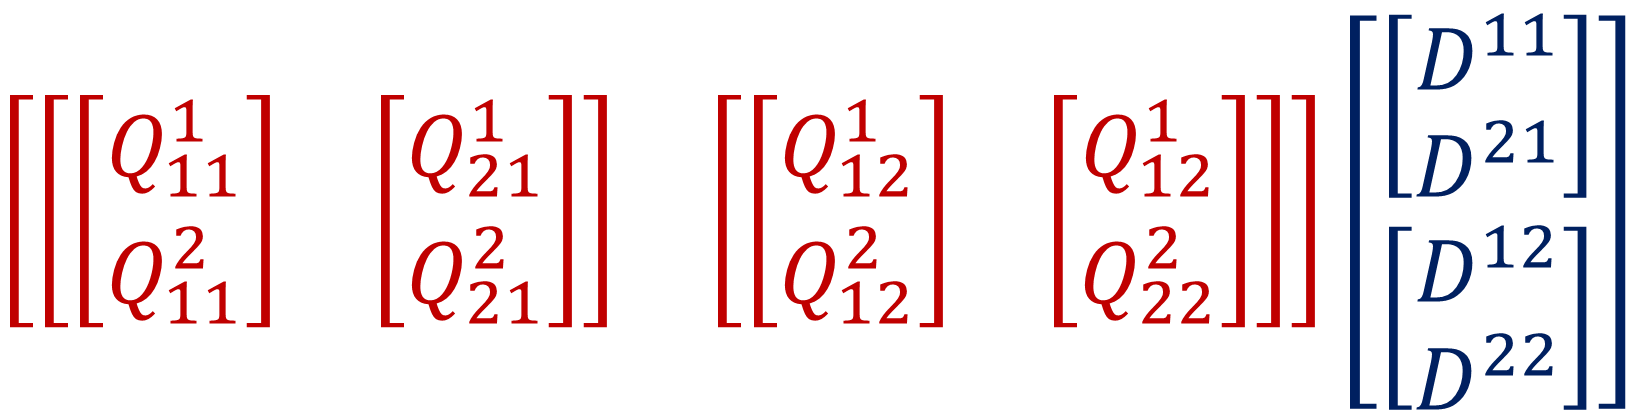 [[[Q^1_{11} Q^1_{21} Q^1_{12} Q^1_{12}
Q^2_{11}] [Q^2_{21}]] [[Q^2_{12}] [Q^2_{22}]]]
[[D^{11}
D^{21}]
[D^{12}
D^{22}]]